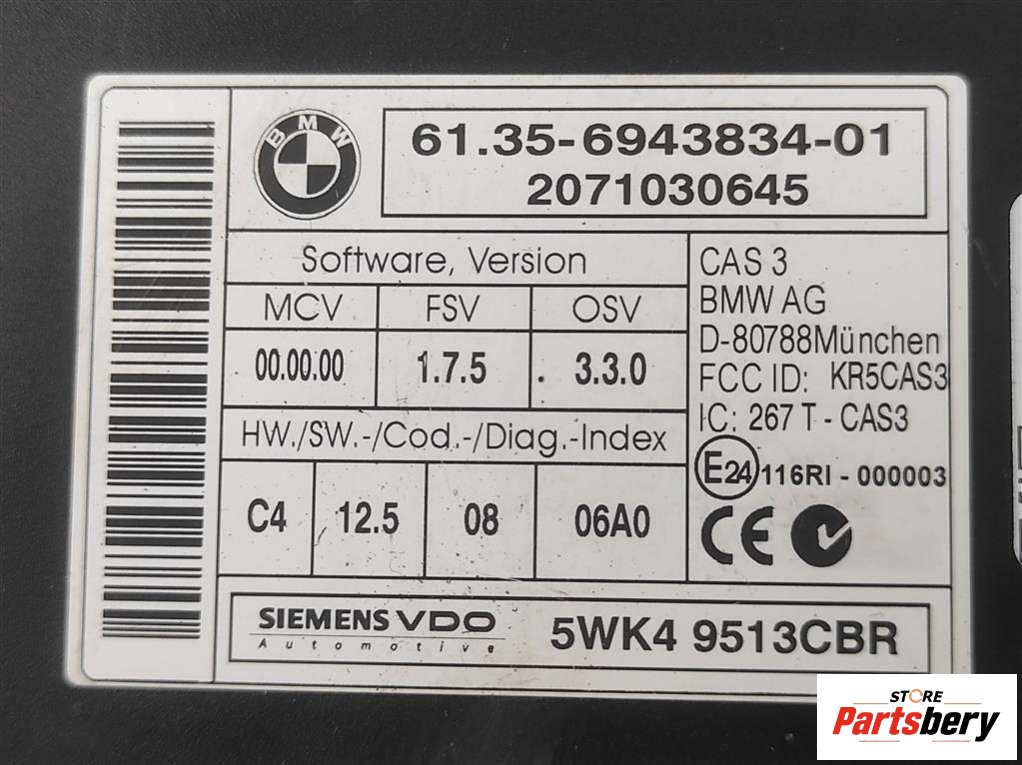 BMW
61.35-6943834-01
2071030645
Software, Version
MCV FSV OSV
00.00.00 1.7.5 . 3.3.0
HW./SW.-/Cod.-/Diag.-Index
C4 12.5 08 06A0
CAS 3
BMW AG
D-80788München
FCC ID: KR5CAS3
IC: 267 T - CAS3
E24 116RI - 000003
CE
SIEMENS VDO
Automotive
5WK4 9513CBR
STORE
Partsbery